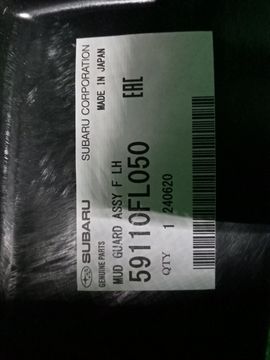 SUBARU SUBARU CORPORATION
GENUINE PARTS MADE IN JAPAN
MUD GUARD ASSY F LH EAC
59110FL050
QTY 1 240620